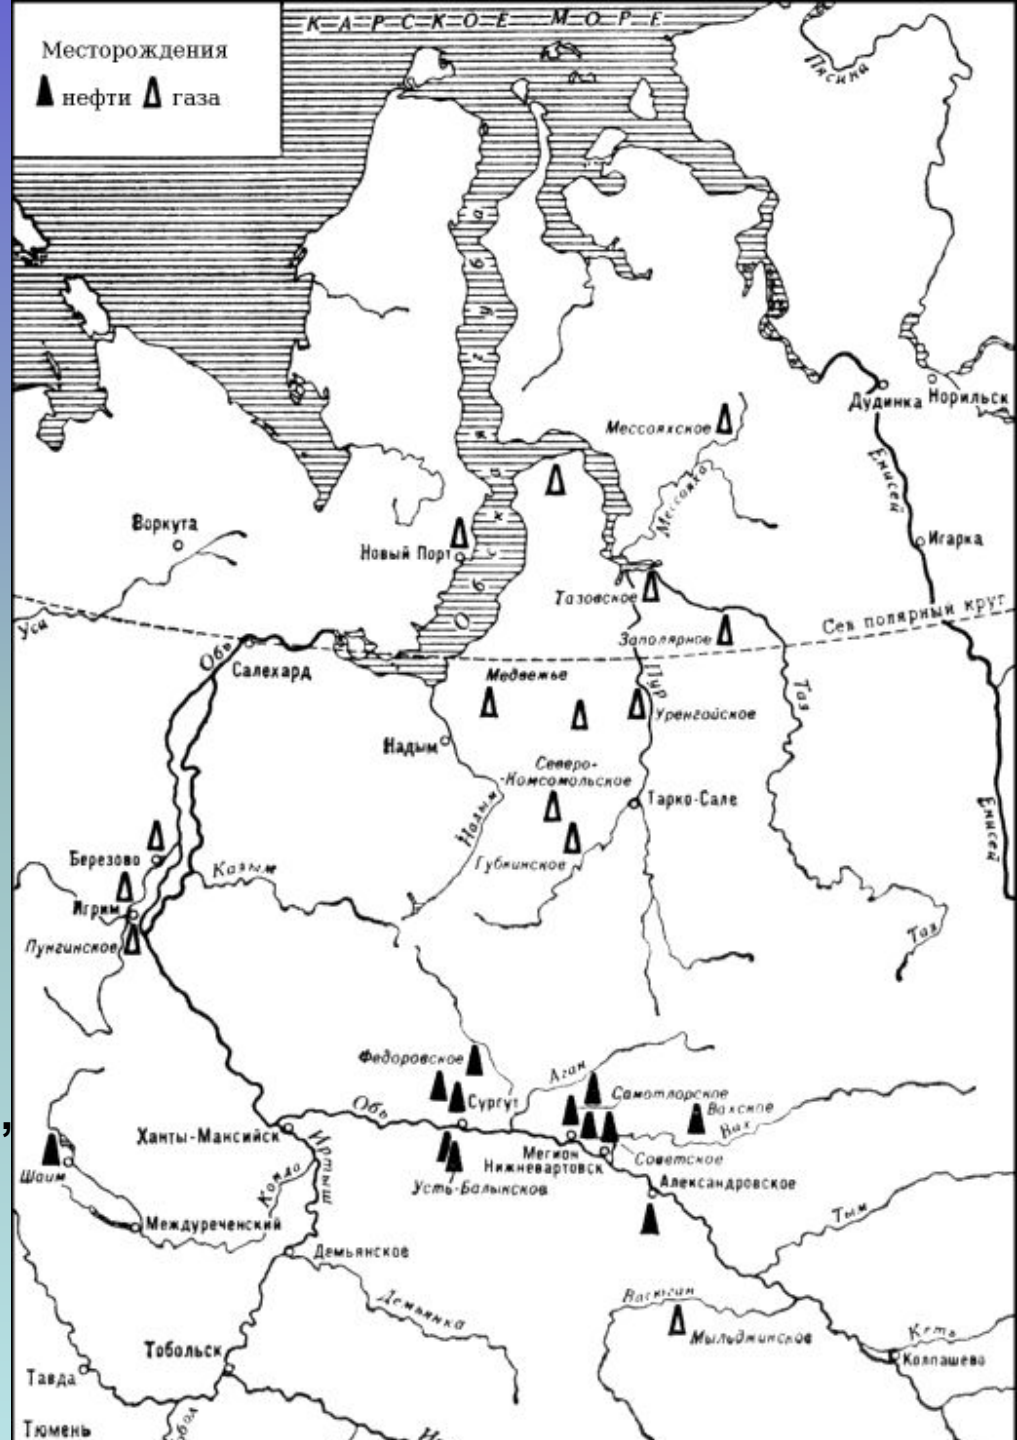 КАРСКОЕ МОРЕ
Месторождения
нефти газа
Пясина
Обская губа
Дудинка Норильск
Мессояхское
Енисей
Мессояха
Воркута
Новый Порт
Игарка
Тазовское
Сев полярный круг
Уса
Заполярное
Обь
Салехард
Медвежье
Пур
Таз
Уренгойское
Надым
Северо-
-Комсомольское
Тарко-Сале
Надым
Енисей
Березово
Губкинское
Казым
Игрим
Таз
Пунгинское
Федоровское
Аган
Самотлорское
Сургут
Обь
Вахское
Вах
,
Ханты-Мансийск
Иртыш
Мегион
Нижневартовск
Советское
Шаим
Конда
Усть-Балыкское
Александровское
Междуреченский
Тым
Демьянское
Васюган
Демьянка
Мыльджинское
Кеть
Тобольск
Колпашево
Тавда
Тюмень